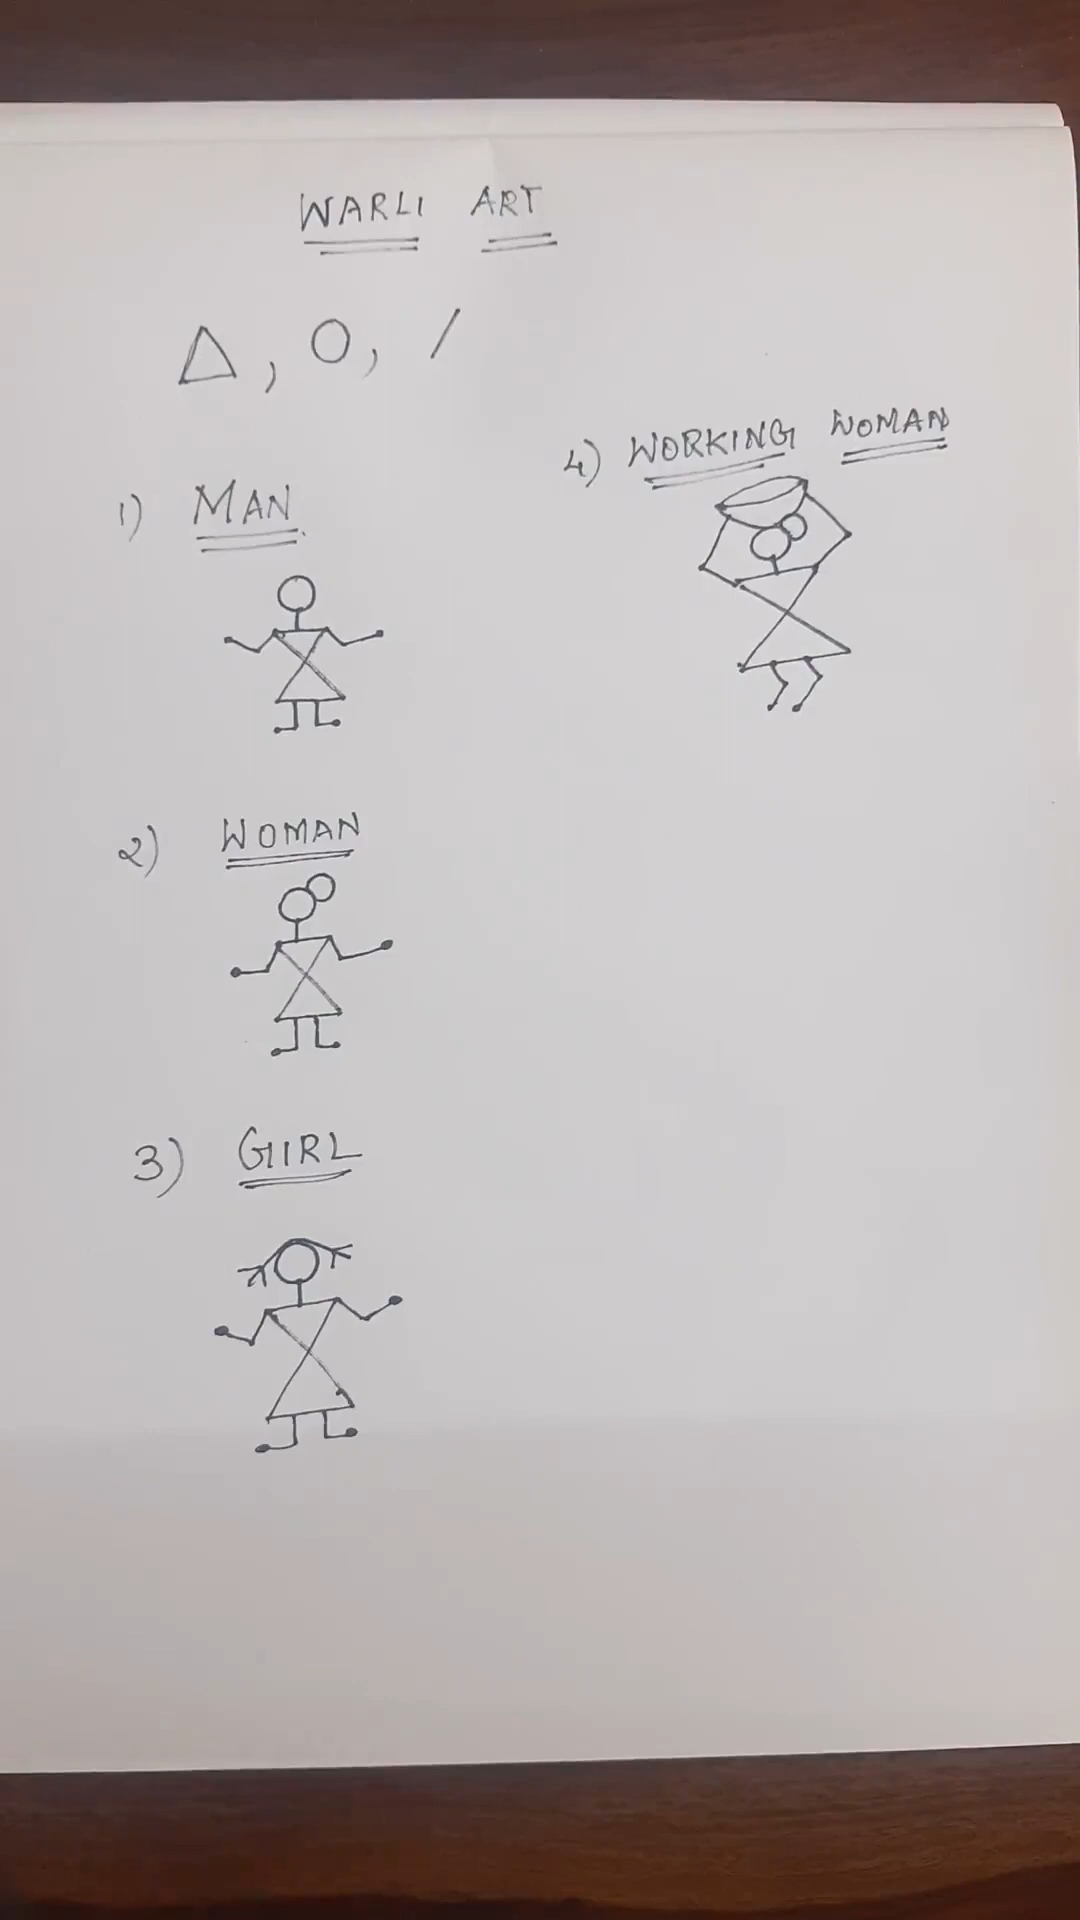 WARLI ART
△, ○, /
1) MAN.
2) WOMAN
3) GIRL
4) WORKING WOMAN